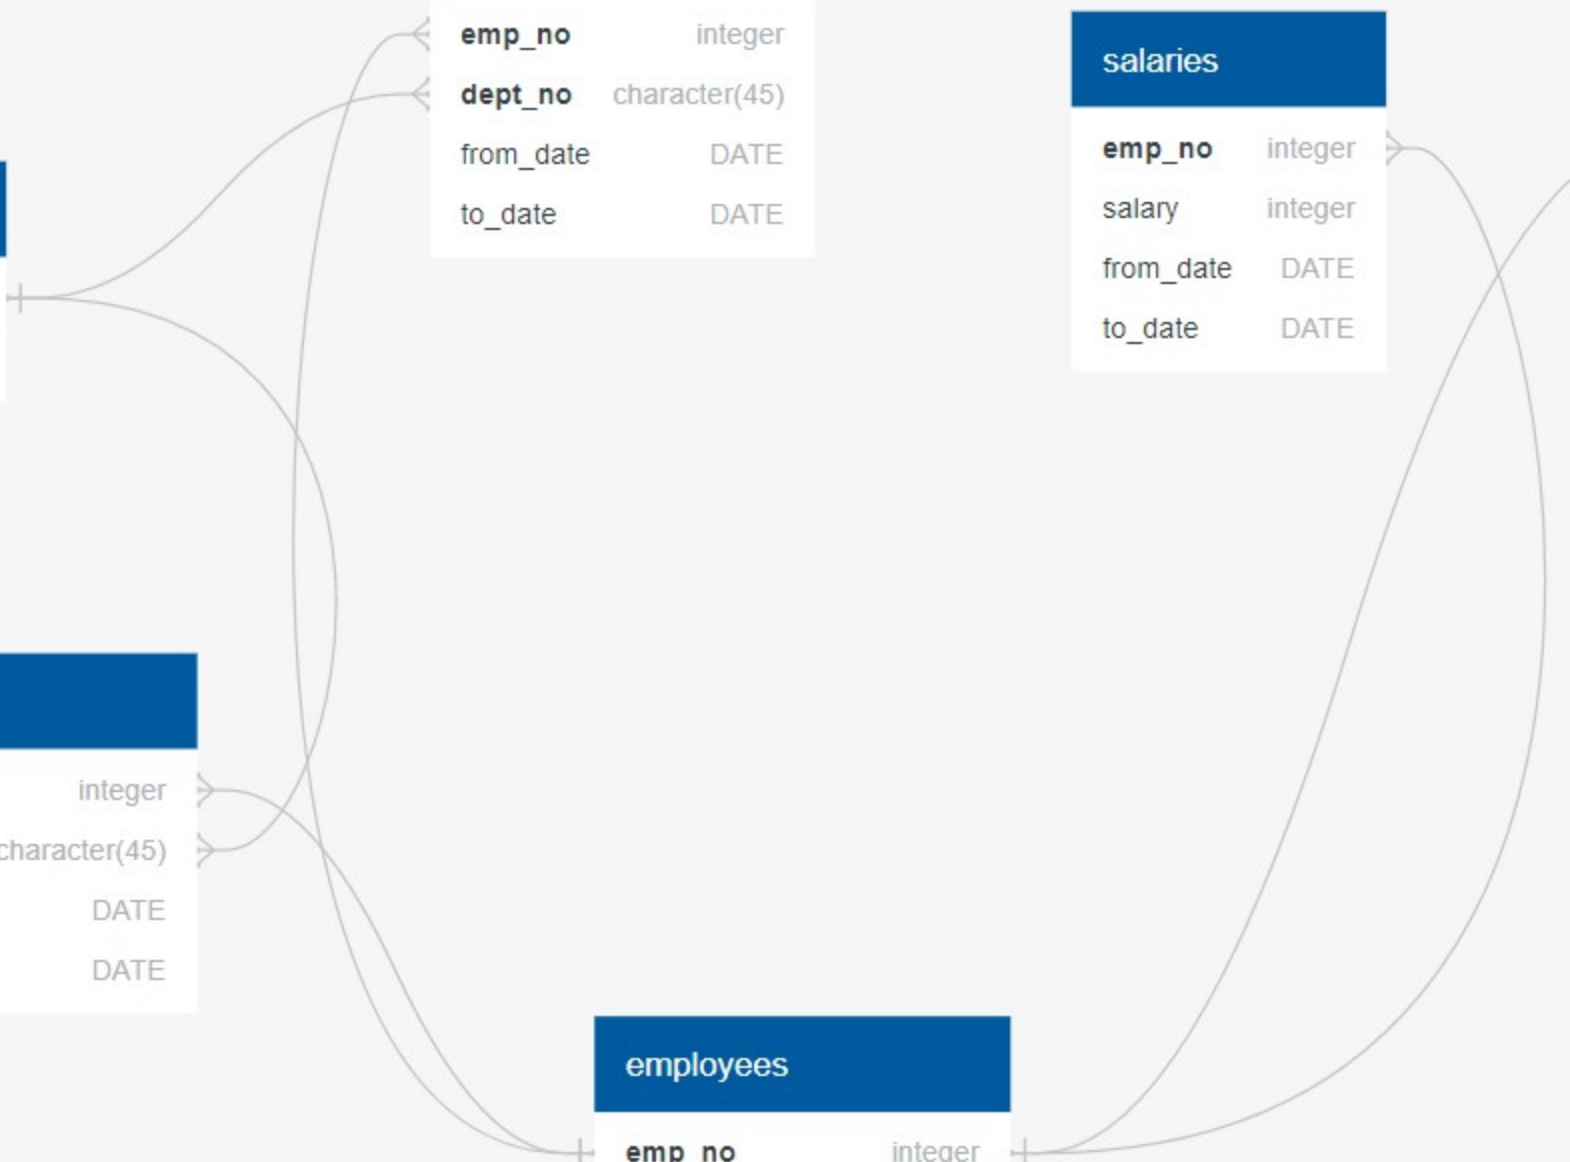 emp_no integer
dept_no character(45)
from_date DATE
to_date DATE
salaries
emp_no integer
salary integer
from_date DATE
to_date DATE
integer
character(45)
DATE
DATE
employees
emp_no integer